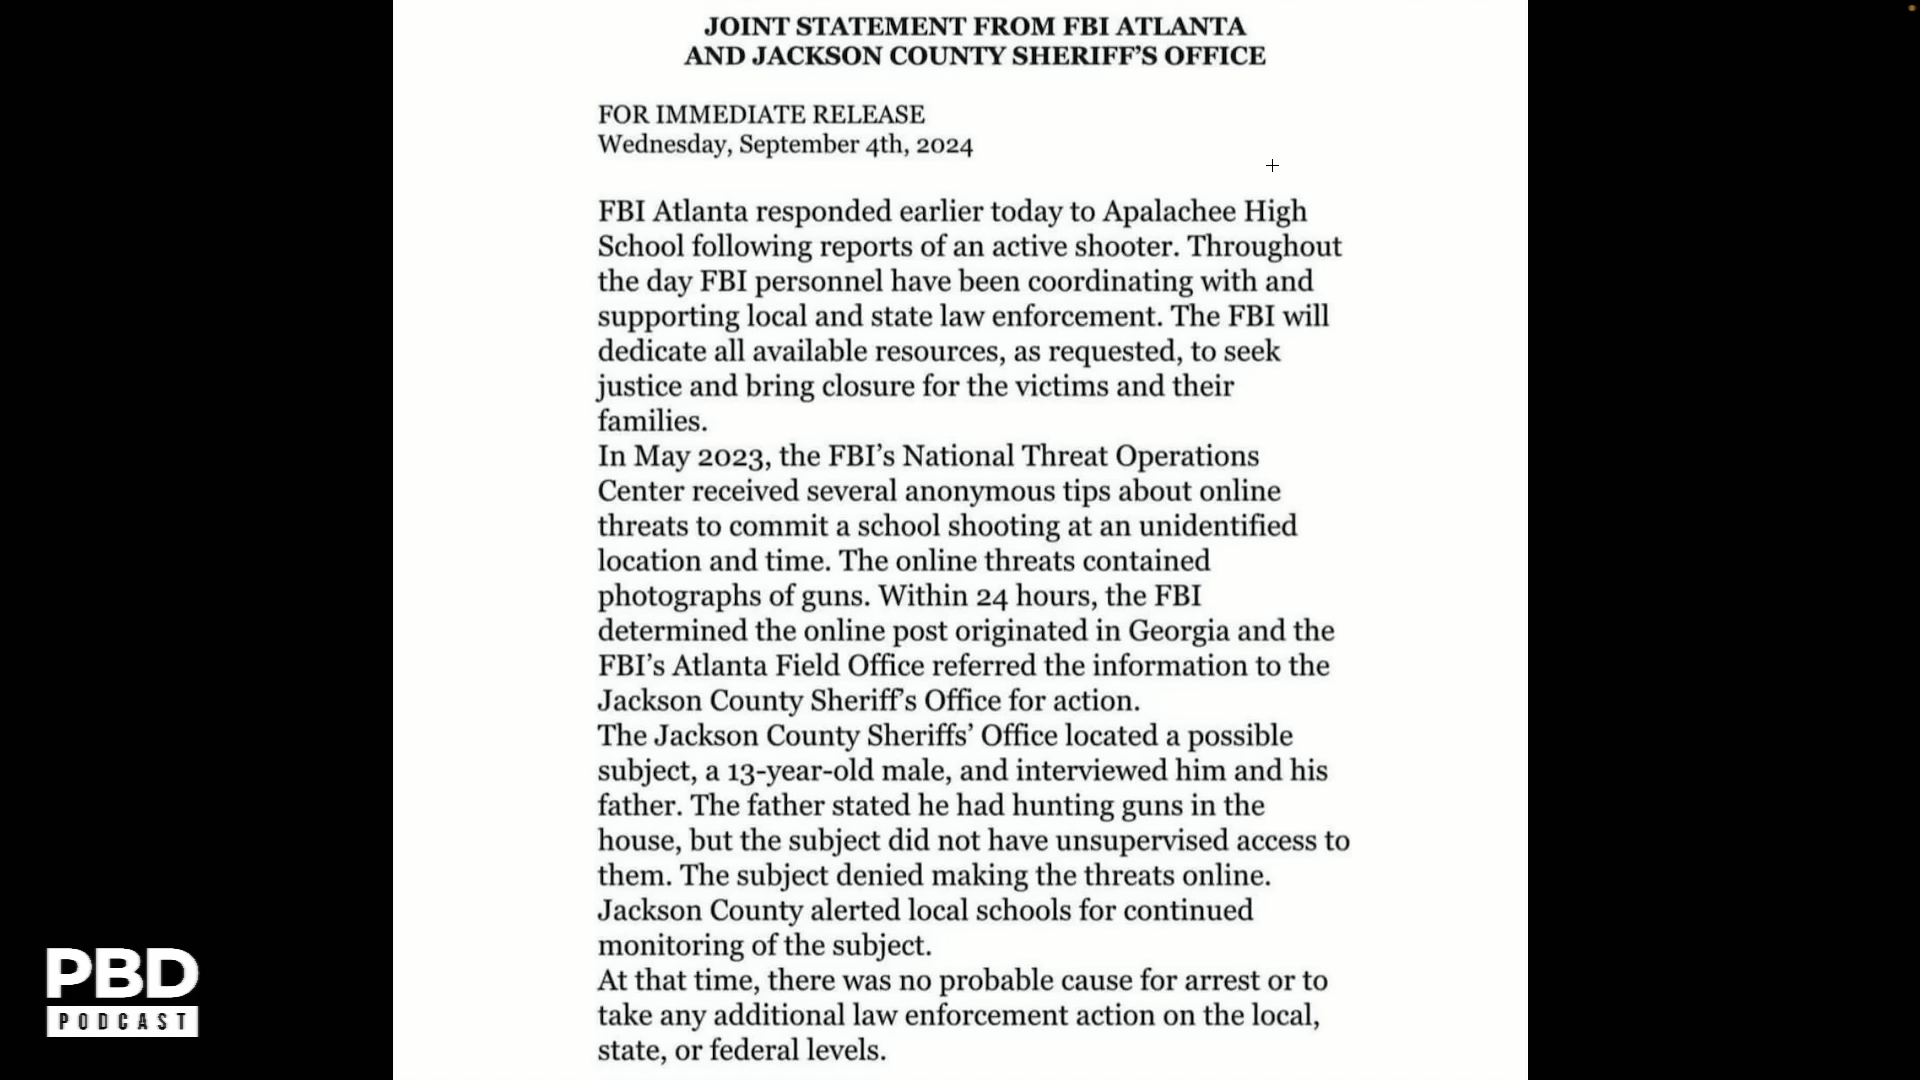 JOINT STATEMENT FROM FBI ATLANTA
AND JACKSON COUNTY SHERIFF'S OFFICE
FOR IMMEDIATE RELEASE
Wednesday, September 4th, 2024
FBI Atlanta responded earlier today to Apalachee High
School following reports of an active shooter. Throughout
the day FBI personnel have been coordinating with and
supporting local and state law enforcement. The FBI will
dedicate all available resources, as requested, to seek
justice and bring closure for the victims and their
families.
In May 2023, the FBI's National Threat Operations
Center received several anonymous tips about online
threats to commit a school shooting at an unidentified
location and time. The online threats contained
photographs of guns. Within 24 hours, the FBI
determined the online post originated in Georgia and the
FBI's Atlanta Field Office referred the information to the
Jackson County Sheriff's Office for action.
The Jackson County Sheriffs' Office located a possible
subject, a 13-year-old male, and interviewed him and his
father. The father stated he had hunting guns in the
house, but the subject did not have unsupervised access to
them. The subject denied making the threats online.
Jackson County alerted local schools for continued
monitoring of the subject.
At that time, there was no probable cause for arrest or to
take any additional law enforcement action on the local,
state, or federal levels.
PBD
PODCAST